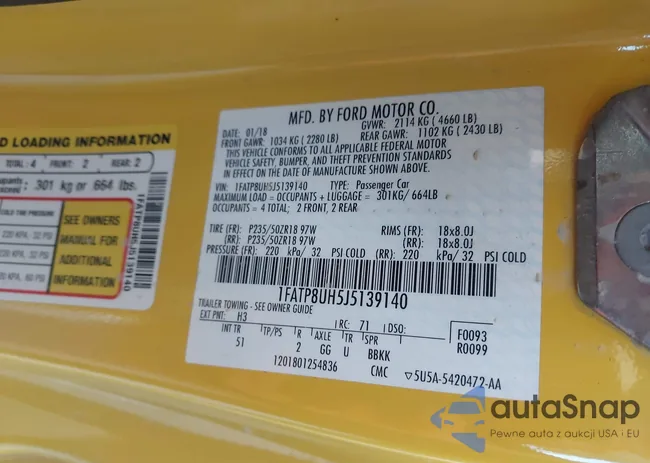 D LOADING INFORMATION
TOTAL: 4 FRONT: 2 REAR: 2
301 kg or 664 lbs.
COLD TIRE PRESSURE
SEE OWNERS
MANUAL FOR
ADDITIONAL
INFORMATION
1FATP8UH5J5139140
MFD. BY FORD MOTOR CO.
DATE: 01/18 GVWR: 2114 KG ( 4660 LB)
FRONT GAWR: 1034 KG ( 2280 LB) REAR GAWR: 1102 KG ( 2430 LB)
THIS VEHICLE CONFORMS TO ALL APPLICABLE FEDERAL MOTOR
VEHICLE SAFETY, BUMPER, AND THEFT PREVENTION STANDARDS
IN EFFECT ON THE DATE OF MANUFACTURE SHOWN ABOVE.
VIN: 1FATP8UH5J5139140 TYPE: Passenger Car
MAXIMUM LOAD = OCCUPANTS + LUGGAGE = 301KG/ 664LB
OCCUPANTS = 4 TOTAL; 2 FRONT, 2 REAR
TIRE (FR): P235/50ZR18 97W RIMS (FR): 18x8.0J
(RR): P235/50ZR18 97W (RR): 18x8.0J
PRESSURE (FR): 220 kPa/ 32 PSI COLD (RR): 220 kPa/ 32 PSI COLD
1FATP8UH5J5139140
TRAILER TOWING - SEE OWNER GUIDE
EXT PNT: H3 RC: 71 DSO: F0093
INT TR TP/PS R AXLE TR SPR R0099
51 2 GG U BBKK
1201801254836 CMC ▽5U5A-5420472-AA
autaSnap
Pewne auta z aukcji USA i EU